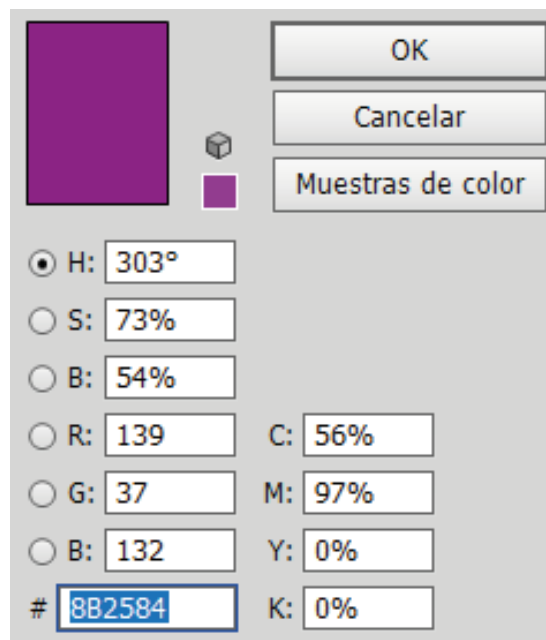 OK
Cancelar
Muestras de color
H: 303°
S: 73%
B: 54%
R: 139 C: 56%
G: 37 M: 97%
B: 132 Y: 0%
# 8B2584 K: 0%